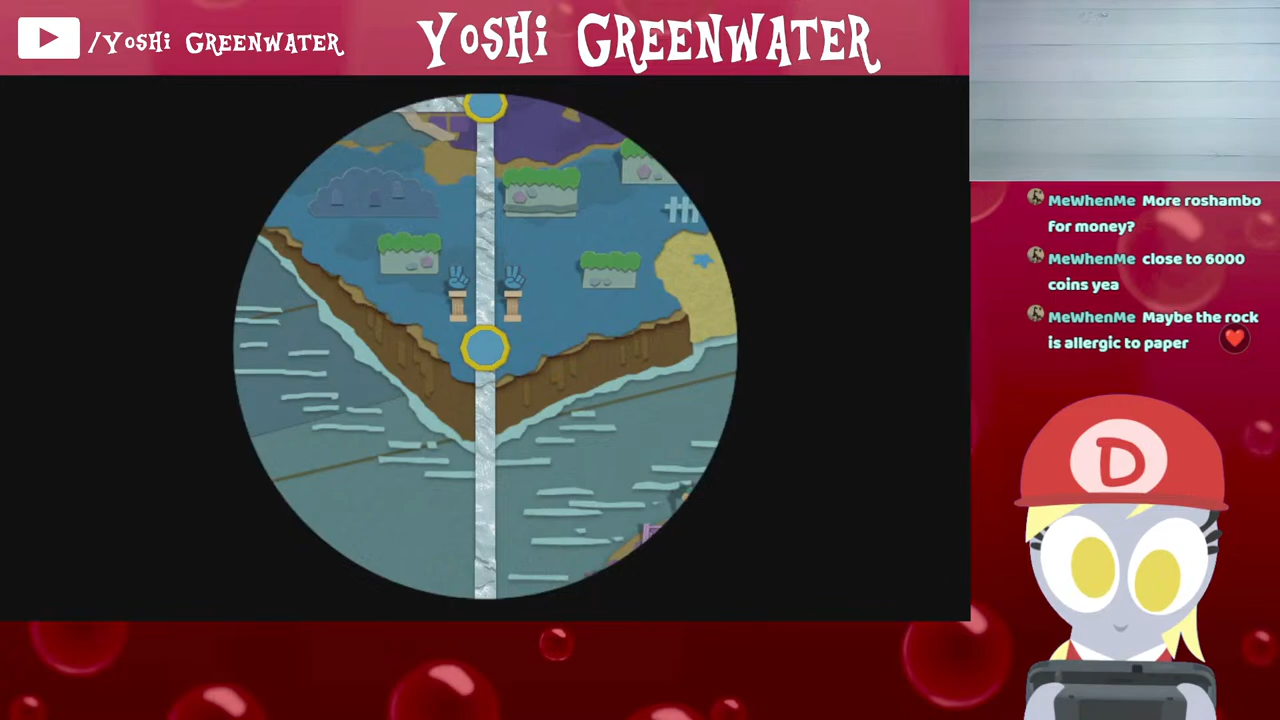 /Yoshi Greenwater
Yoshi Greenwater
MeWhenMe More roshambo
for money?
MeWhenMe close to 6000
coins yea
MeWhenMe Maybe the rock
is allergic to paper
D